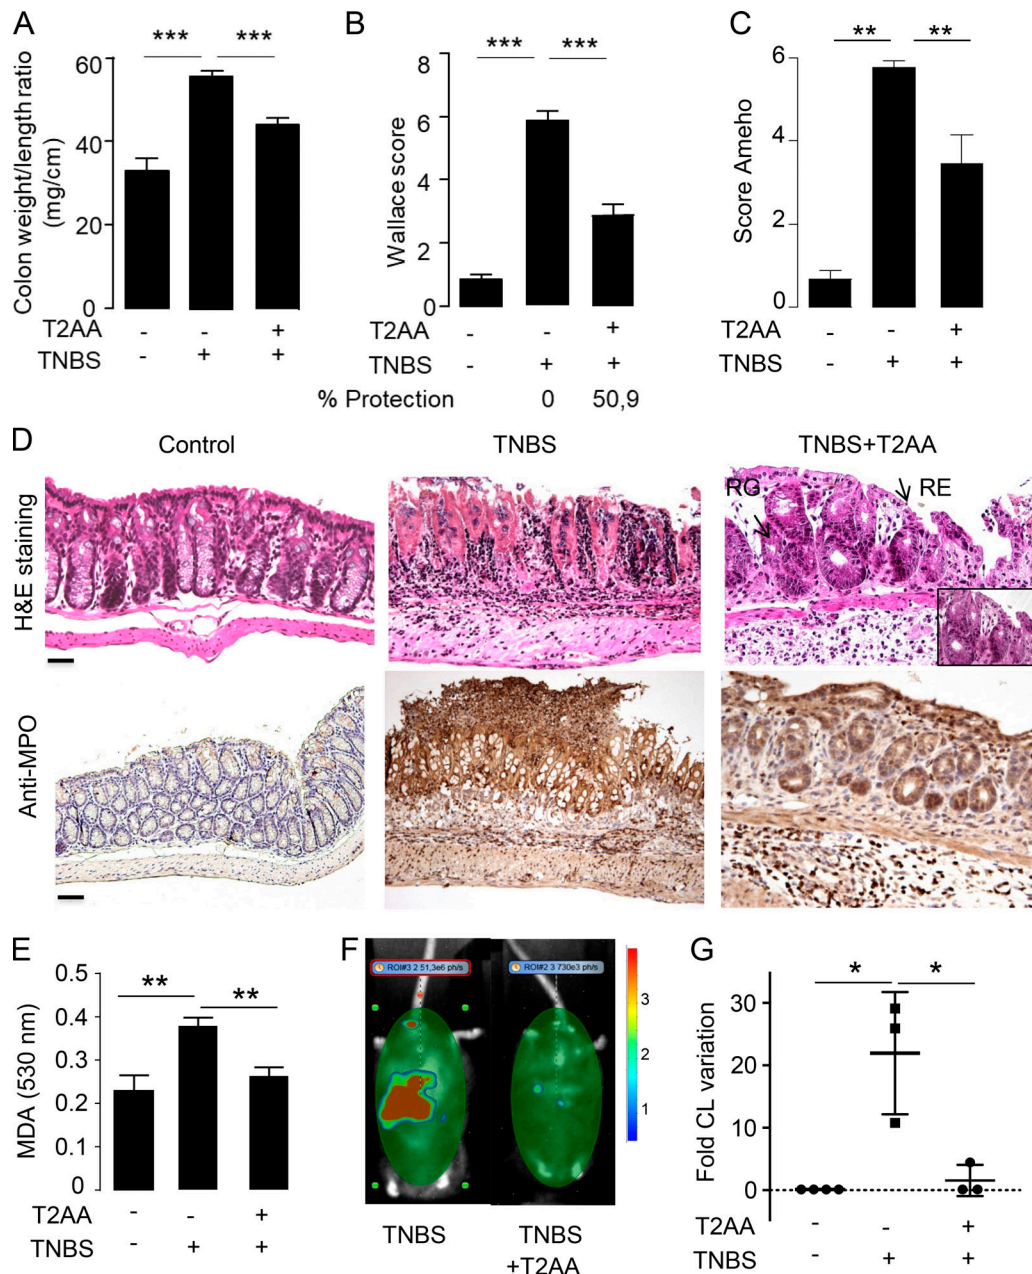 A
Colon weight/length ratio
(mg/cm)
60
40
20
0
***
***
T2AA - - +
TNBS - + +
B
Wallace score
8
6
4
2
0
***
***
T2AA - - +
TNBS - + +
% Protection 0 50,9
C
Score Ameho
6
4
2
0
**
**
T2AA - - +
TNBS - + +
D
Control
TNBS
TNBS+T2AA
H&E staining
RG
RE
Anti-MPO
E
MDA (530 nm)
0.5
0.4
0.3
0.2
0.1
0
**
**
T2AA - - +
TNBS - + +
F
ROI#3 2 51,3e6 ph/s
ROI#2 3 730e3 ph/s
3
2
1
TNBS
TNBS
+T2AA
G
Fold CL variation
30
20
10
0
*
*
T2AA - - +
TNBS - + +